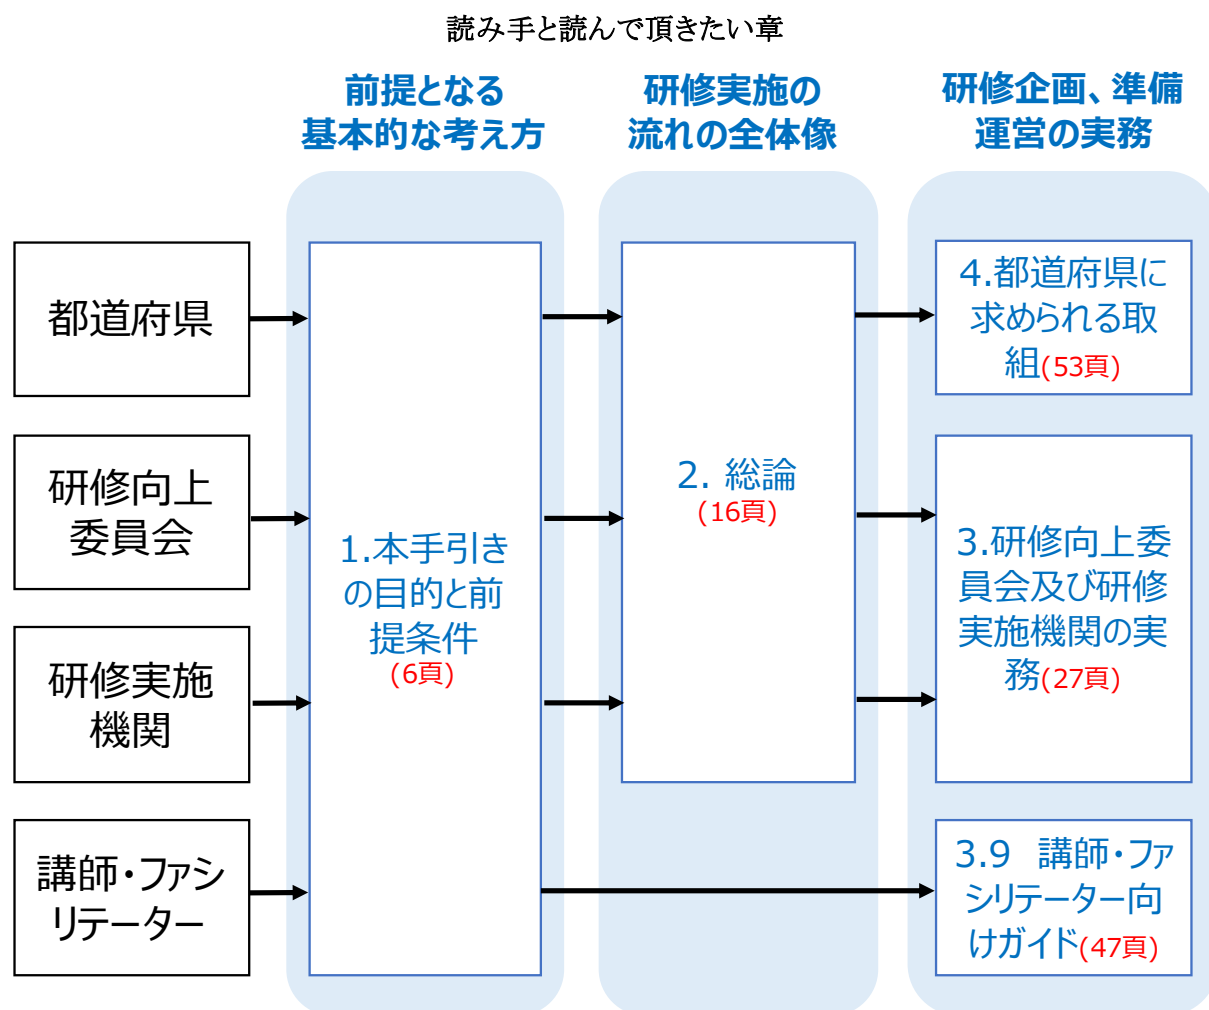 読み手と読んで頂きたい章
前提となる
基本的な考え方
研修実施の
流れの全体像
研修企画、準備
運営の実務
都道府県
研修向上
委員会
研修実施
機関
講師・ファシ
リテーター
1.本手引き
の目的と前
提条件
(6頁)
2. 総論
(16頁)
4.都道府県に
求められる取
組(53頁)
3.研修向上委
員会及び研修
実施機関の実
務(27頁)
3.9　講師・ファ
シリテーター向
けガイド(47頁)